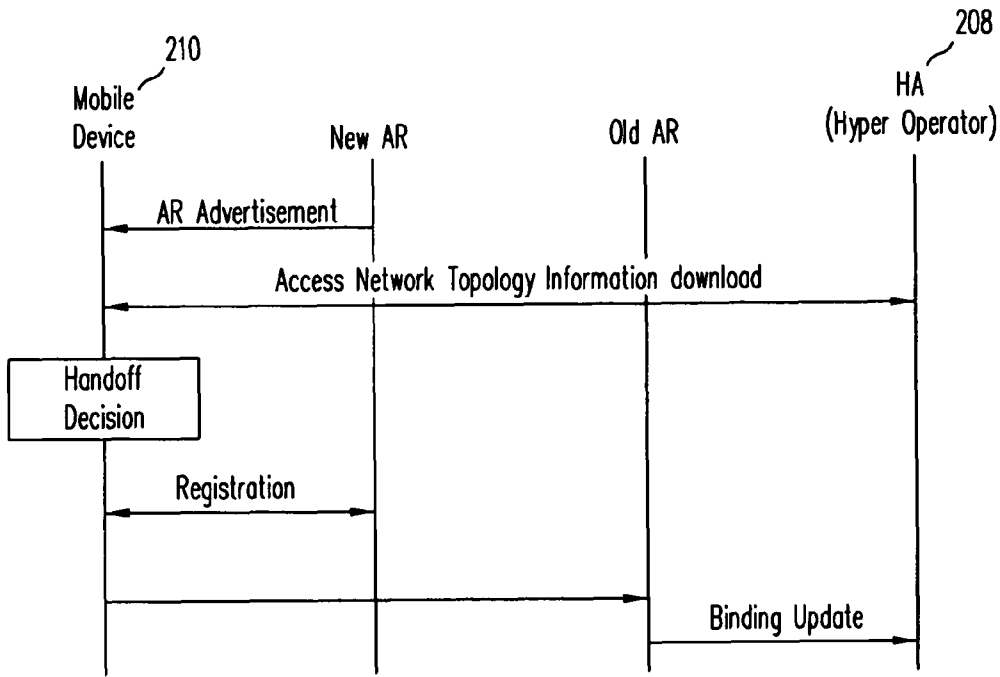 210
208
Mobile
Device
New AR
Old AR
HA
(Hyper Operator)
AR Advertisement
Access Network Topology Information download
Handoff
Decision
Registration
Binding Update